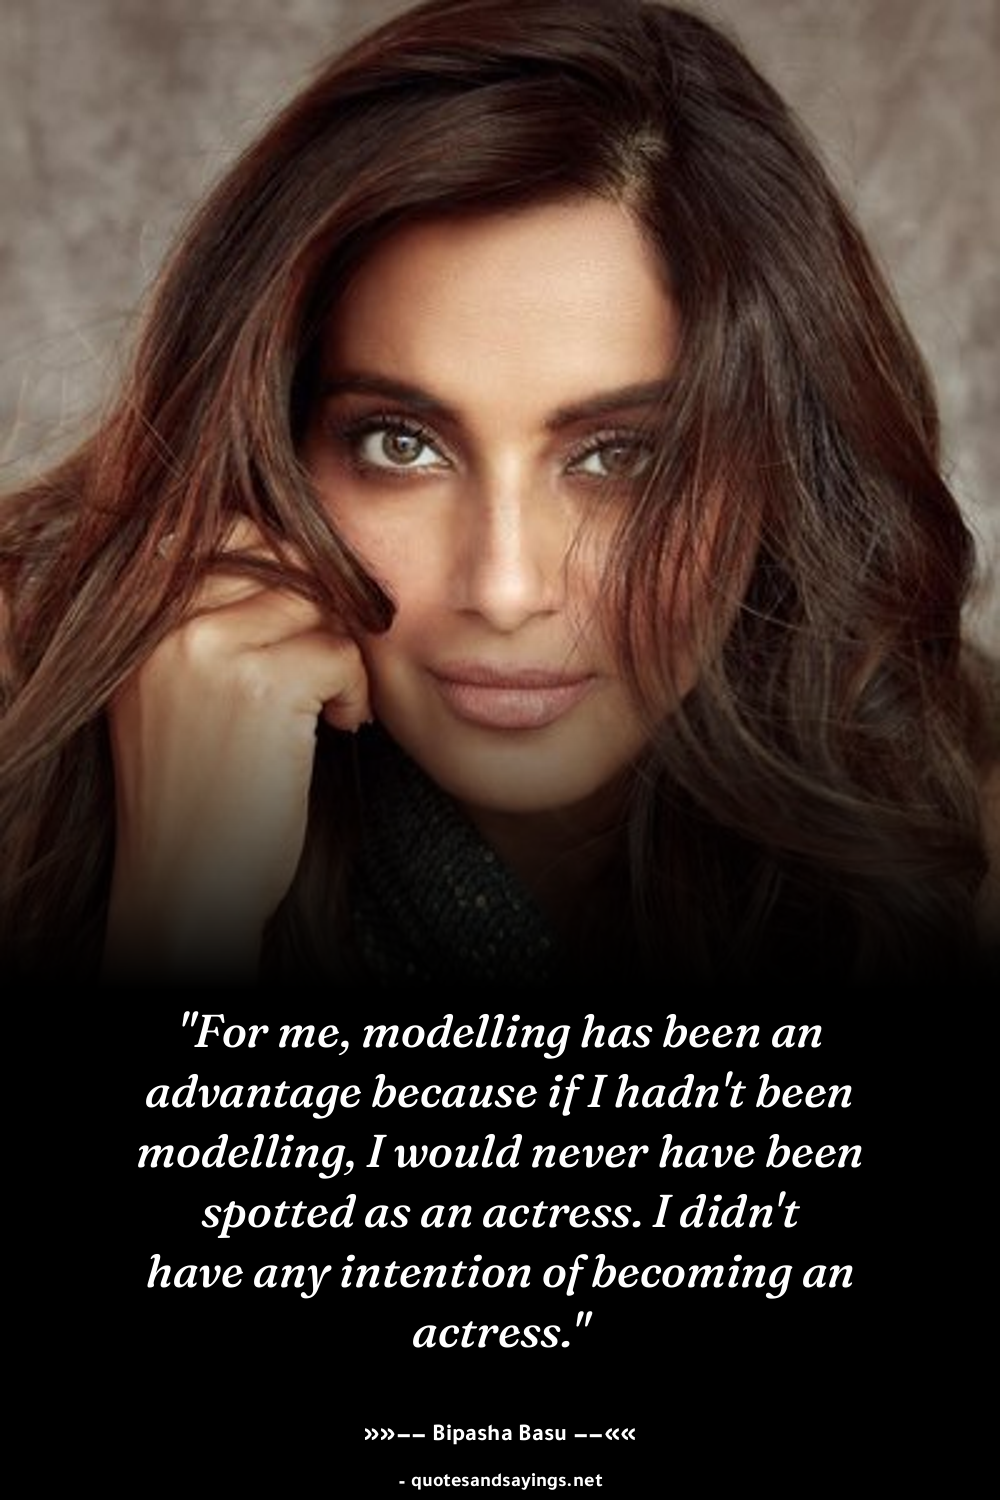 "For me, modelling has been an
advantage because if I hadn't been
modelling, I would never have been
spotted as an actress. I didn't
have any intention of becoming an
actress."
»»−− Bipasha Basu −−««
- quotesandsayings.net